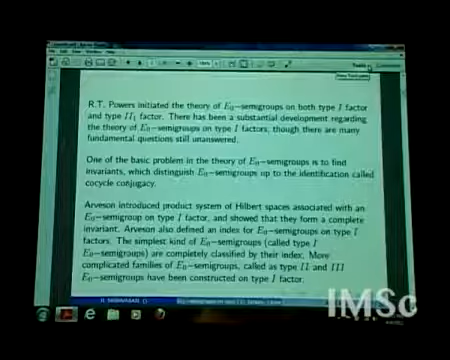 R.T. Powers initiated the theory of E₀−semigroups on both type I factor
and type II₁ factor. There has been a substantial development regarding
the theory of E₀−semigroups on type I factors, though there are many
fundamental questions still unanswered.
One of the basic problem in the theory of E₀−semigroups is to find
invariants, which distinguish E₀−semigroups up to the identification called
cocycle conjugacy.
Arveson introduced product system of Hilbert spaces associated with an
E₀−semigroup on type I factor, and showed that they form a complete
invariant. Arveson also defined an index for E₀−semigroups on type I
factors. The simplest kind of E₀−semigroups (called type I
E₀−semigroups) are completely classified by their index. More
complicated families of E₀−semigroups, called as type II and III
E₀−semigroups have been constructed on type I factor.
IMSc